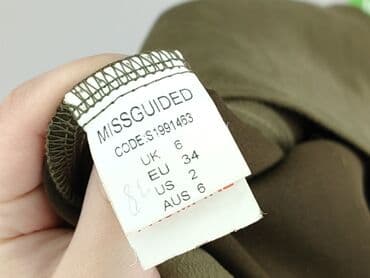 MISSGUIDED
CODE:S1991463
UK 6
EU 34
US 2
AUS 6